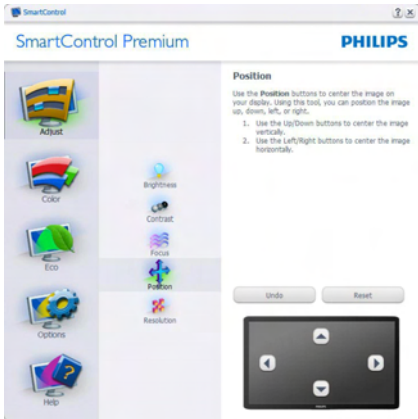 SmartControl
SmartControl Premium
PHILIPS
Adjust
Color
Eco
Options
Help
Brightness
Contrast
Focus
Position
Resolution
Position
Use the Position buttons to center the image on
your display. Using this tool, you can position the image
up, down, left, or right.
1. Use the Up/Down buttons to center the image
vertically.
2. Use the Left/Right buttons to center the image
horizontally.
Undo
Reset
PHILIPS